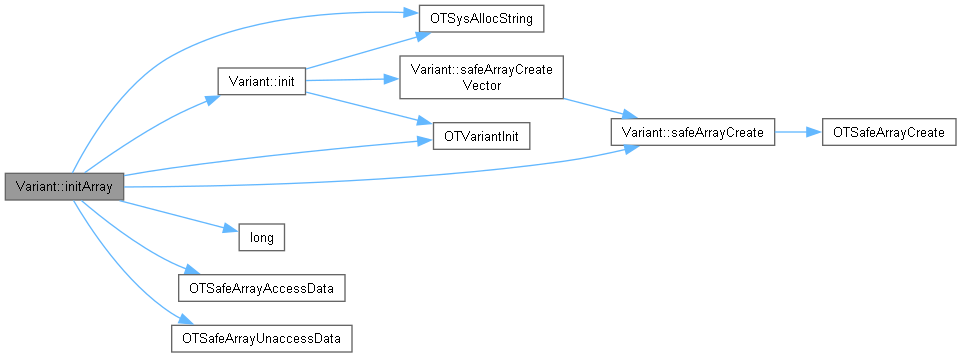 OTSysAllocString
Variant::init
Variant::safeArrayCreate
Vector
OTVariantInit
Variant::safeArrayCreate
OTSafeArrayCreate
Variant::initArray
long
OTSafeArrayAccessData
OTSafeArrayUnaccessData